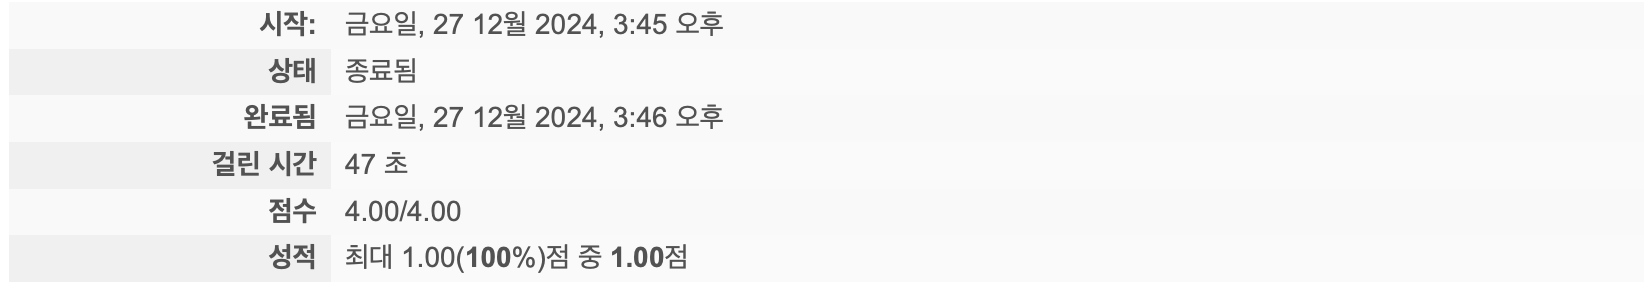 시작: 금요일, 27 12월 2024, 3:45 오후
상태 종료됨
완료됨 금요일, 27 12월 2024, 3:46 오후
걸린 시간 47 초
점수 4.00/4.00
성적 최대 1.00(100%)점 중 1.00점